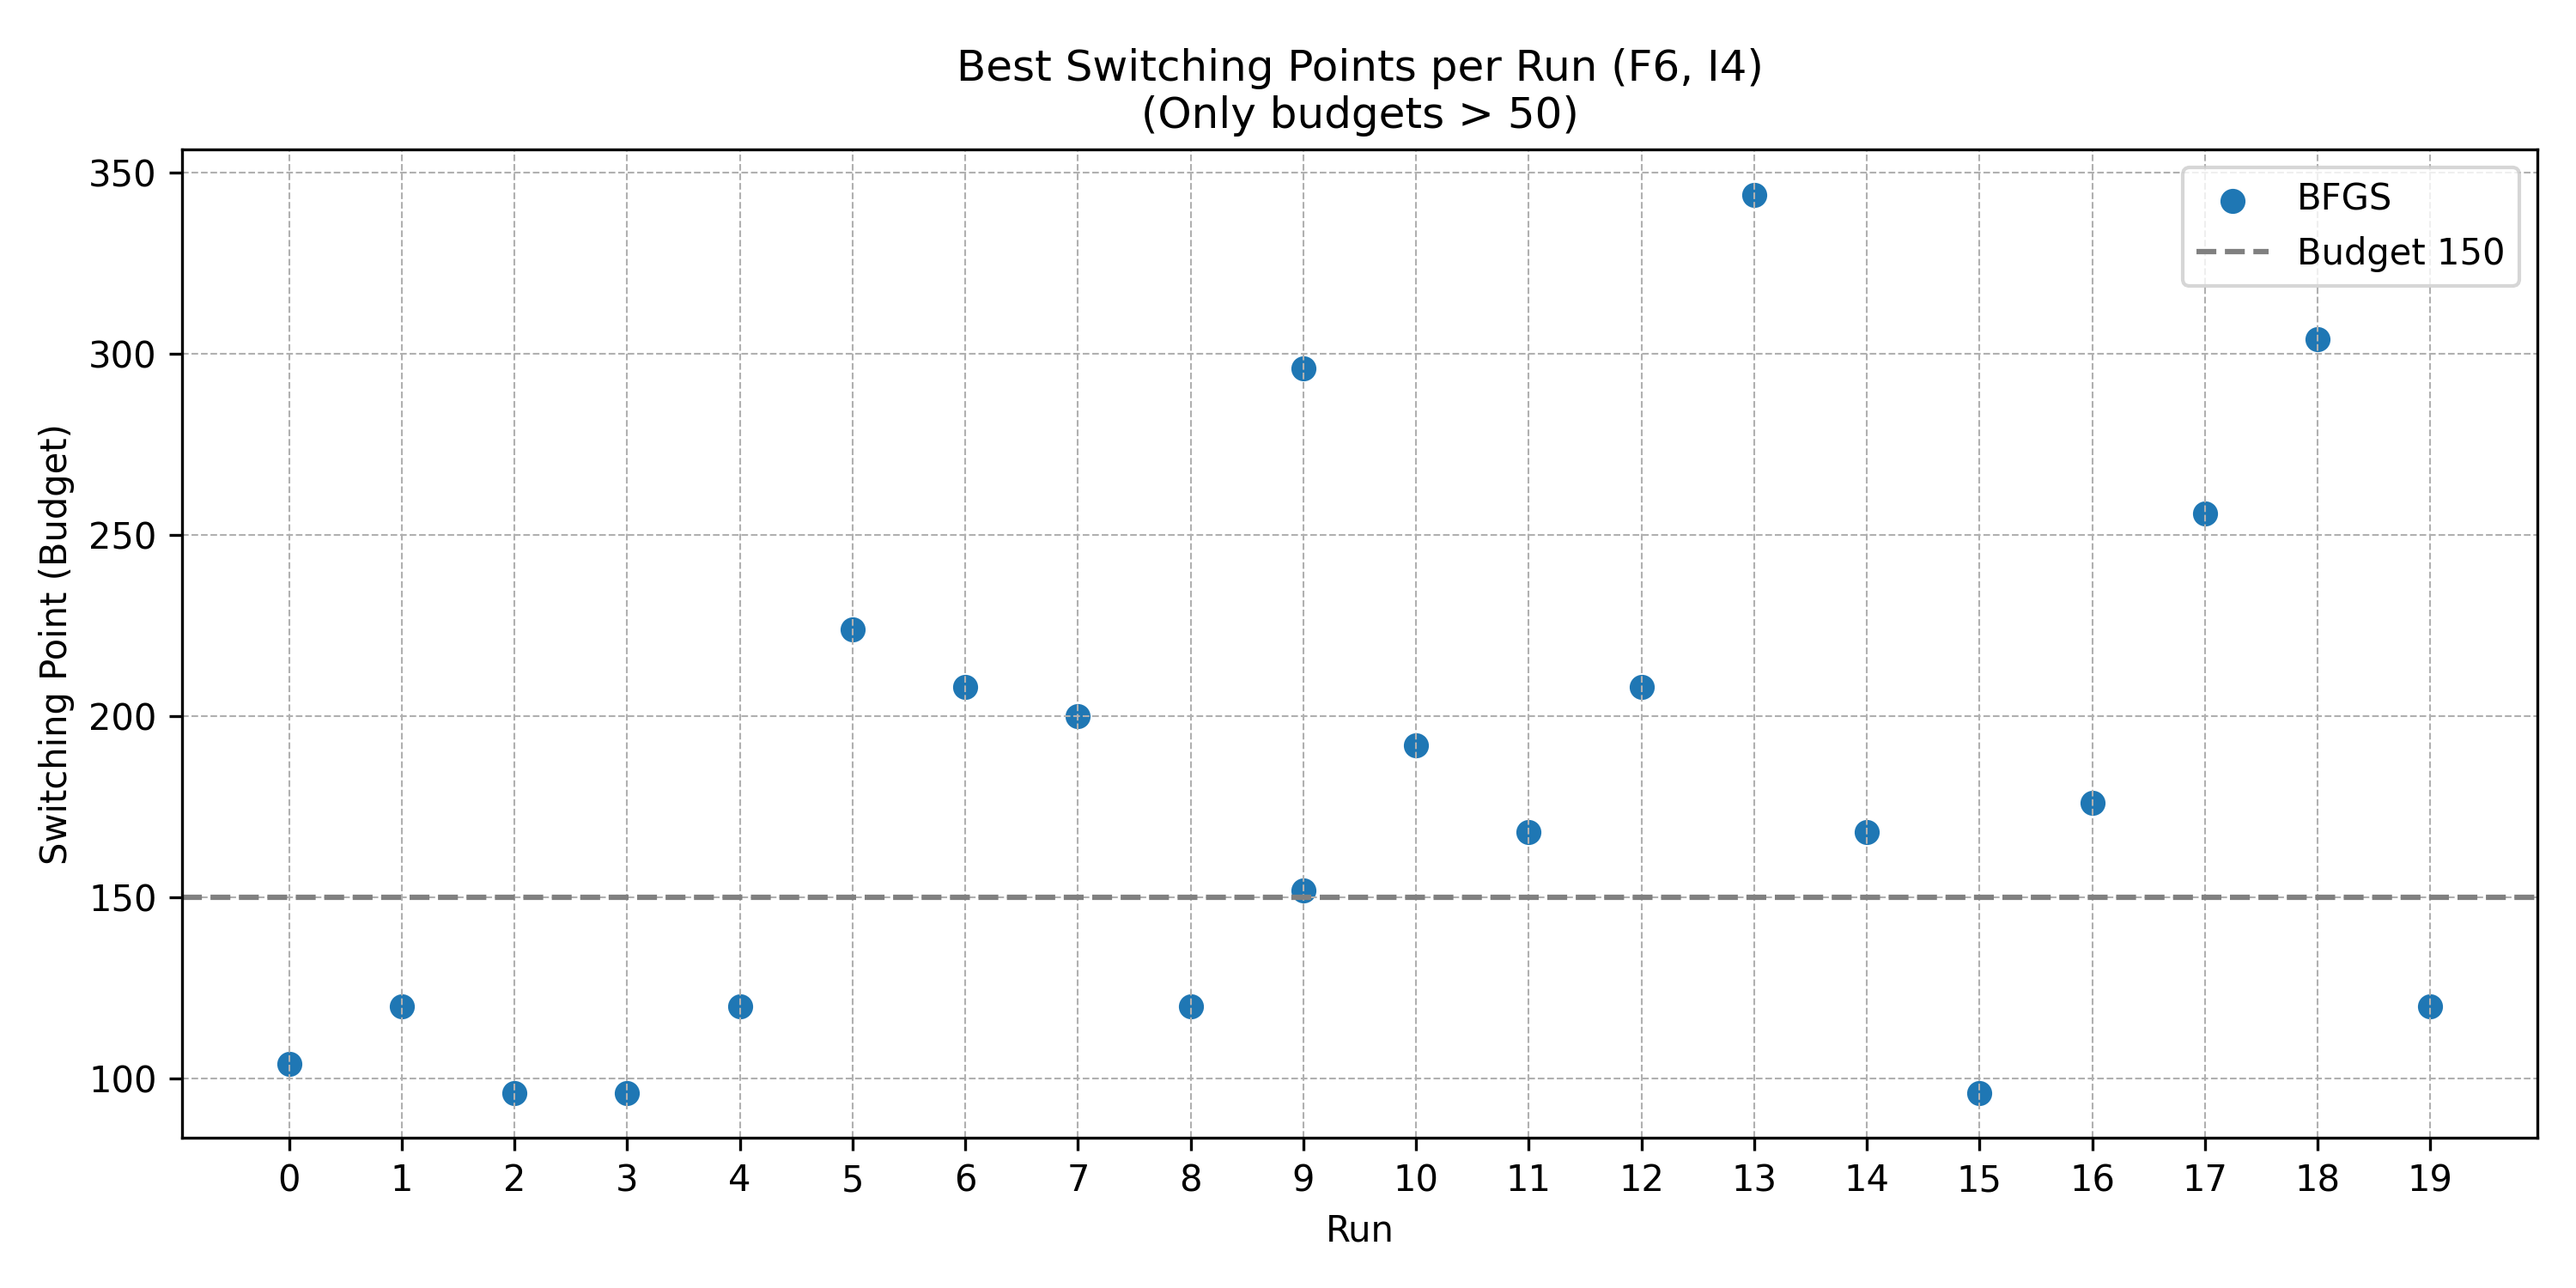 Best Switching Points per Run (F6, I4)
(Only budgets > 50)
BFGS
Budget 150
Switching Point (Budget)
350
300
250
200
150
100
0 1 2 3 4 5 6 7 8 9 10 11 12 13 14 15 16 17 18 19
Run